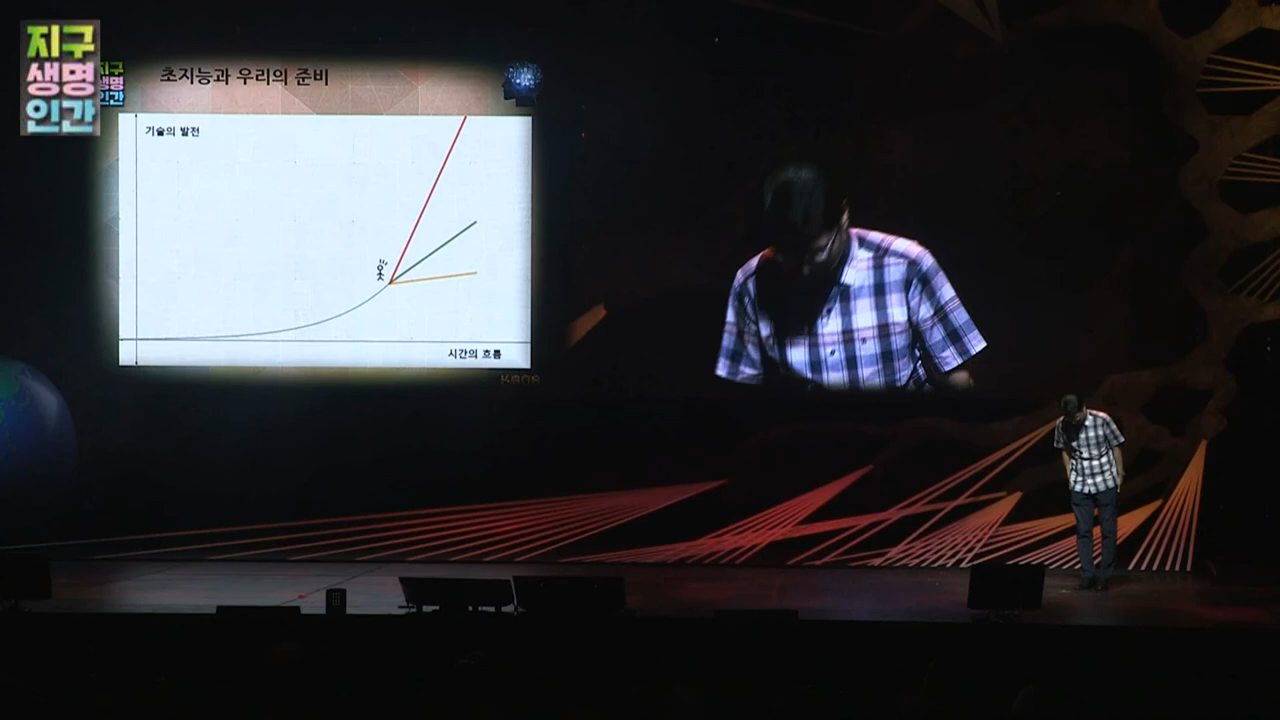 지구
생명
인간
지구
생명
인간
초지능과 우리의 준비
기술의 발전
시간의 흐름